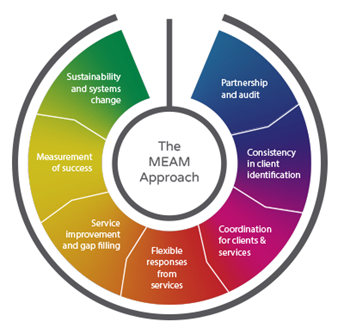 The
MEAM
Approach
Partnership
and audit
Consistency
in client
identification
Coordination
for clients &
services
Flexible
responses
from
services
Service
improvement
and gap filling
Measurement
of success
Sustainability
and systems
change